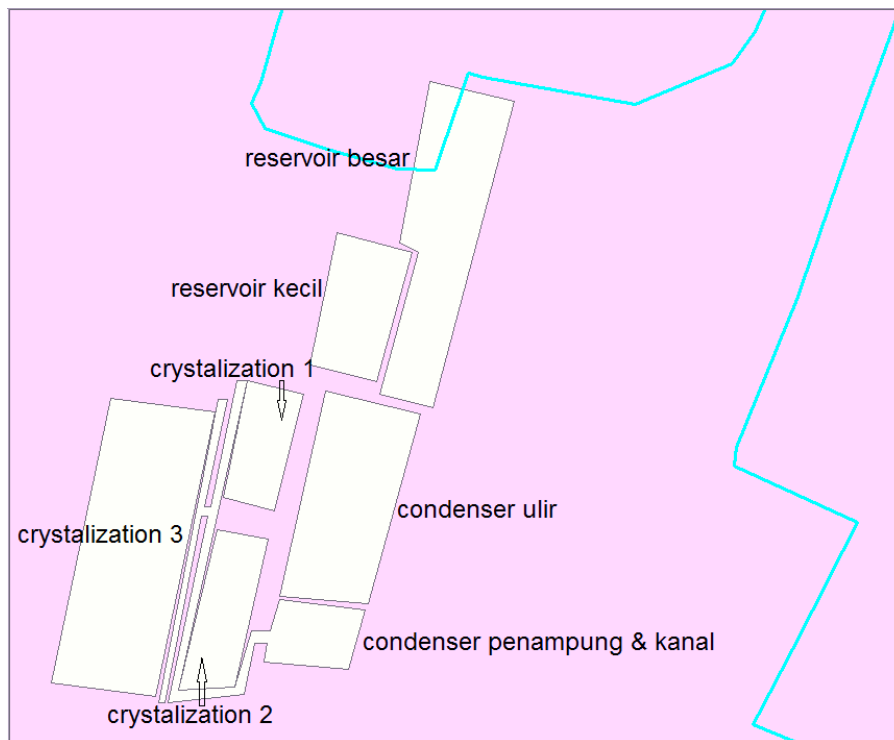 reservoir besar
reservoir kecil
crystalization 1
condenser ulir
crystalization 3
condenser penampung & kanal
crystalization 2